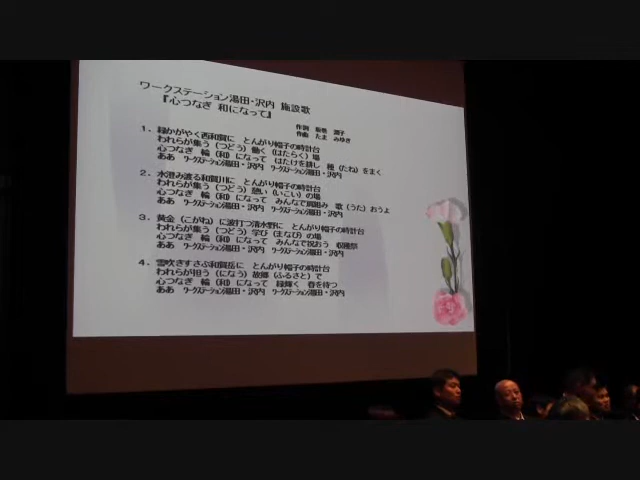 ワークステーション湯田・沢内 施設歌
『心つなぎ 和になって』
作詞 照子
作曲 たま みゆき
1、緑かがやく西和賀に とんがり帽子の時計台
われらが集う（つどう）働く（はたらく）場
心つなぎ 輪（和）になって はたけを耕し 種（たね）をまく
ああ ワークステーション湯田・沢内 ワークステーション湯田・沢内
2、水澄み渡る和賀川に とんがり帽子の時計台
われらが集う（つどう）憩い（いこい）の場
心つなぎ 輪（和）になって みんなで肩組み 歌（うた）おうよ
ああ ワークステーション湯田・沢内 ワークステーション湯田・沢内
3、黄金（こがね）に波打つ清水野に とんがり帽子の時計台
われらが集う（つどう）学び（まなび）の場
心つなぎ 輪（和）になって みんなで祝おう 収穫祭
ああ ワークステーション湯田・沢内 ワークステーション湯田・沢内
4、雪吹きすさぶ和賀岳に とんがり帽子の時計台
われらが担う（になう）故郷（ふるさと）で
心つなぎ 輪（和）になって 緑輝く 春を待つ
ああ ワークステーション湯田・沢内 ワークステーション湯田・沢内